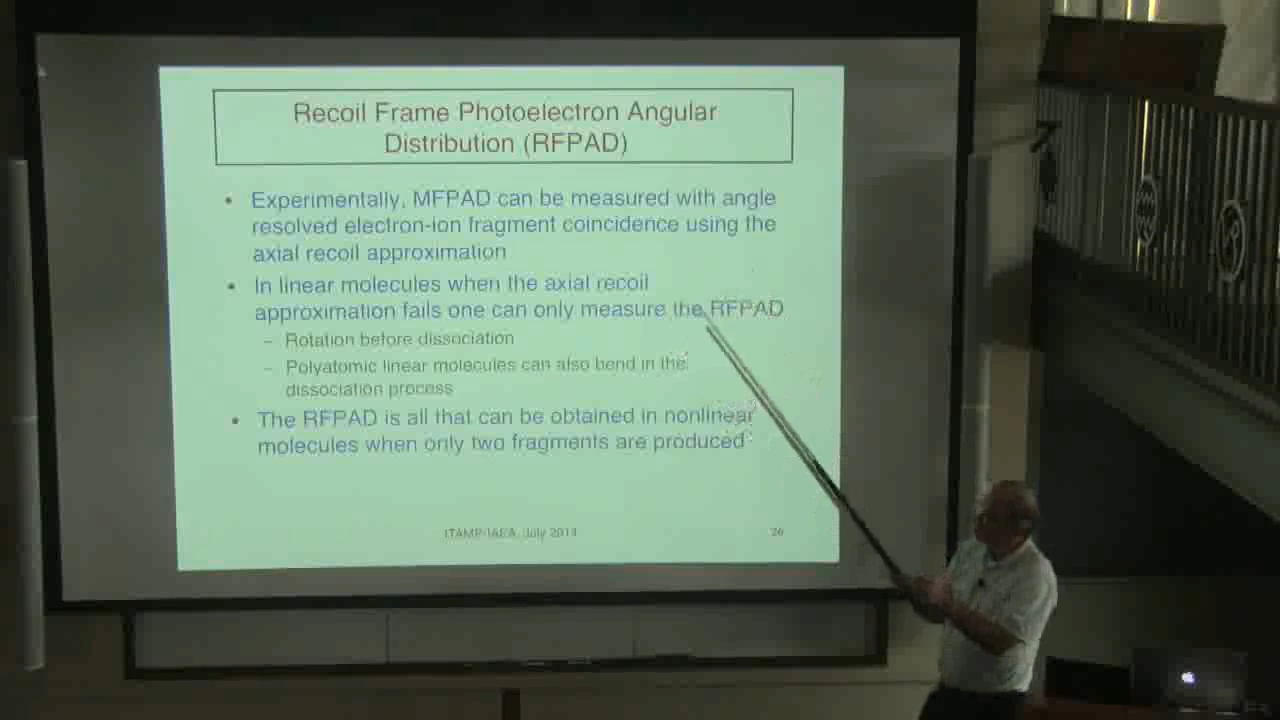 Recoil Frame Photoelectron Angular
Distribution (RFPAD)
• Experimentally, MFPAD can be measured with angle
resolved electron-ion fragment coincidence using the
axial recoil approximation
• In linear molecules when the axial recoil
approximation fails one can only measure the RFPAD
– Rotation before dissociation
– Polyatomic linear molecules can also bend in the
dissociation process
• The RFPAD is all that can be obtained in nonlinear
molecules when only two fragments are produced
ITAMP-IAEA, July 2014
26